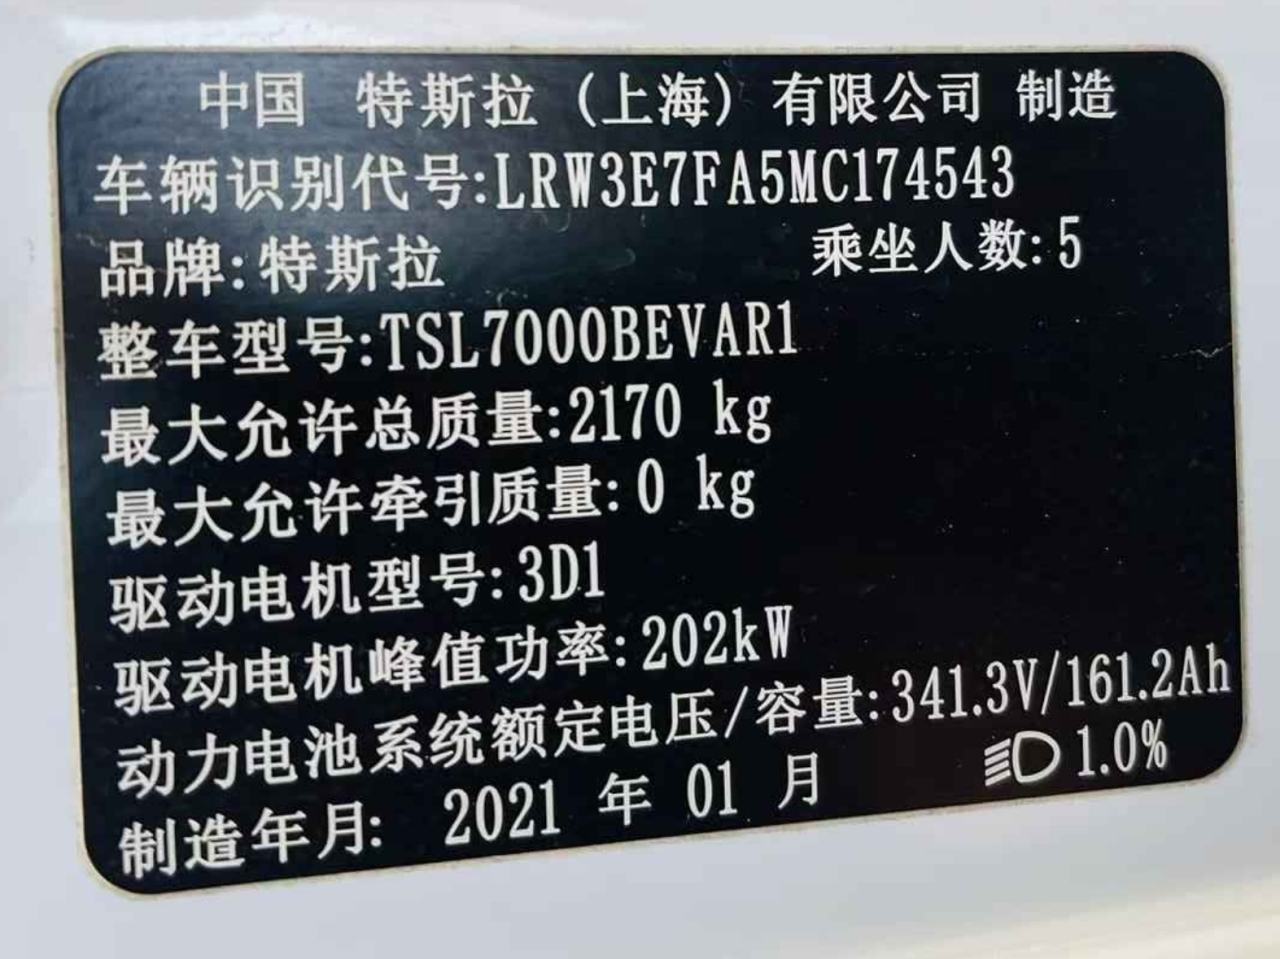 中国 特斯拉（上海）有限公司 制造
车辆识别代号:LRW3E7FA5MC174543
品牌:特斯拉 乘坐人数:5
整车型号:TSL7000BEVAR1
最大允许总质量:2170 kg
最大允许牵引质量:0 kg
驱动电机型号:3D1
驱动电机峰值功率:202kW
动力电池系统额定电压/容量:341.3V/161.2Ah
制造年月: 2021 年 01 月 1.0%